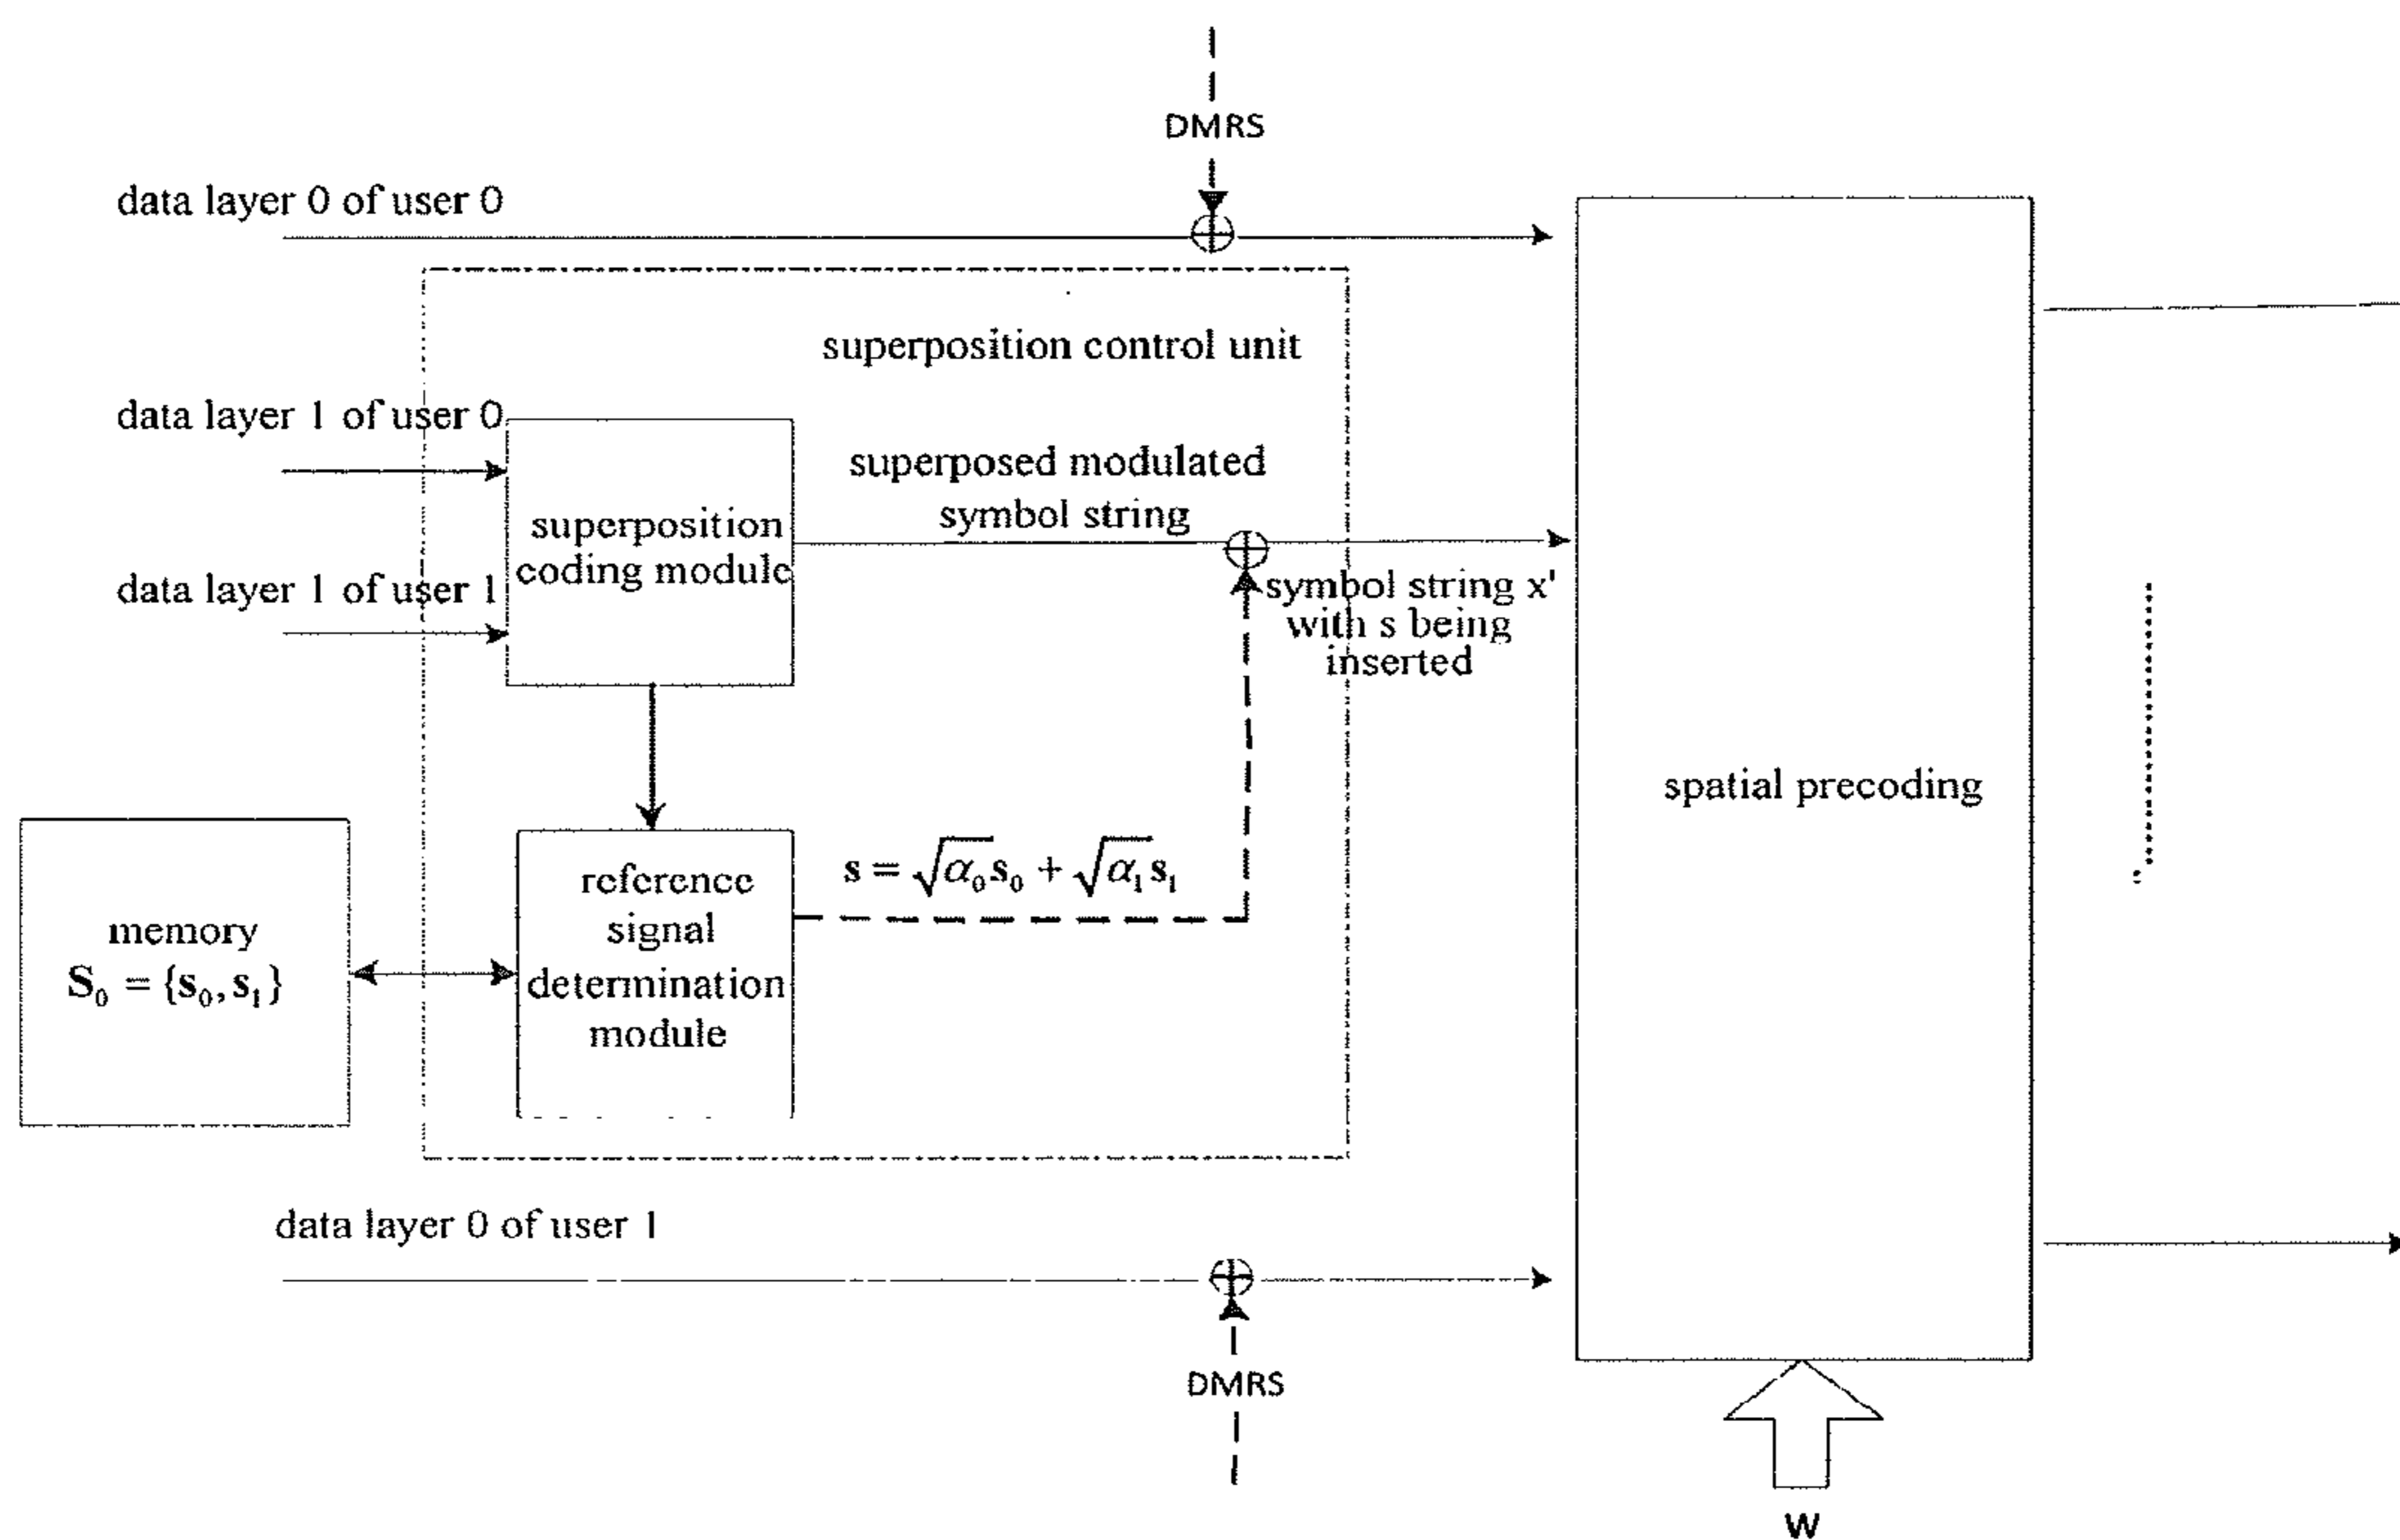 DMRS
data layer 0 of user 0
superposition control unit
data layer 1 of user 0
superposed modulated
symbol string
superposition
coding module
data layer 1 of user 1
symbol string x'
with s being
inserted
spatial precoding
s = √α₀s₀ + √α₁s₁
reference
signal
determination
module
memory
S₀ = {s₀, s₁}
data layer 0 of user 1
DMRS
W